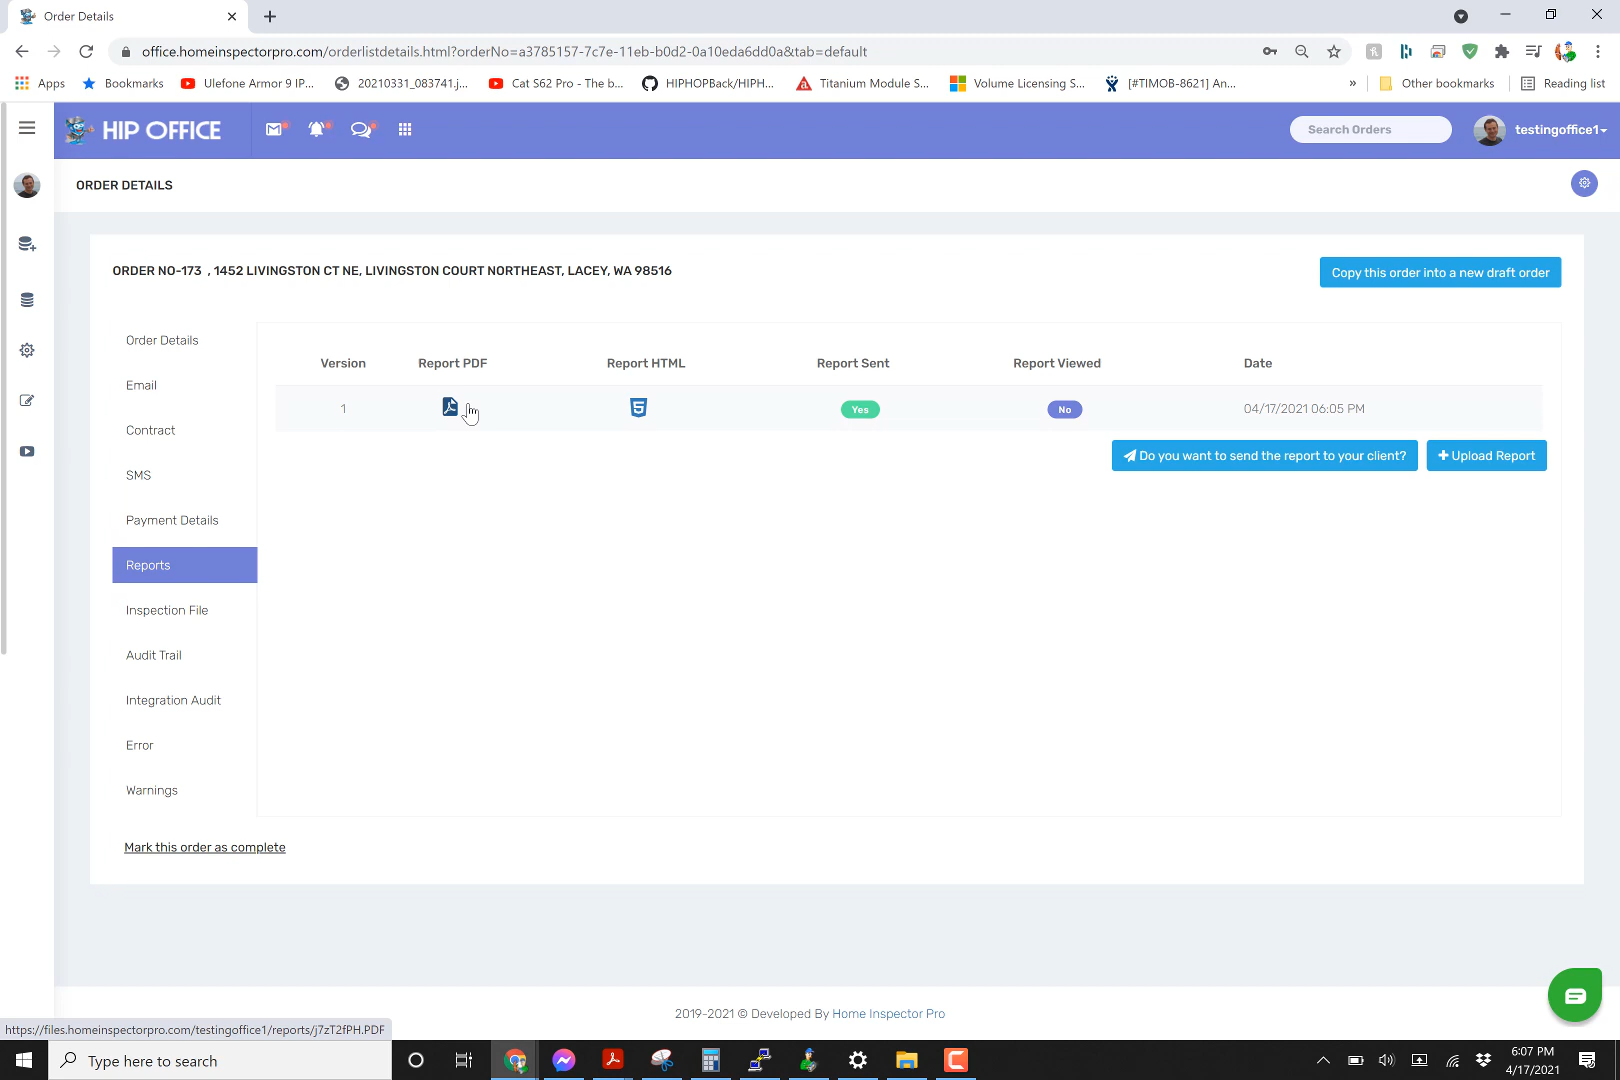 Order Details
office.homeinspectorpro.com/orderlistdetails.html?orderNo=a3785157-7c7e-11eb-b0d2-0a10eda6dd0a&tab=default
Apps Bookmarks Ulefone Armor 9 IP... 20210331_083741.j... Cat S62 Pro - The b... HIPHOPBack/HIPH... Titanium Module S... Volume Licensing S... [#TIMOB-8621] An... » Other bookmarks Reading list
HIP OFFICE Search Orders testingoffice1
ORDER DETAILS
ORDER NO-173 , 1452 LIVINGSTON CT NE, LIVINGSTON COURT NORTHEAST, LACEY, WA 98516
Copy this order into a new draft order
Order Details
Email
Contract
SMS
Payment Details
Reports
Inspection File
Audit Trail
Integration Audit
Error
Warnings
Version Report PDF Report HTML Report Sent Report Viewed Date
1 Yes No 04/17/2021 06:05 PM
Do you want to send the report to your client? + Upload Report
Mark this order as complete
2019-2021 © Developed By Home Inspector Pro
https://files.homeinspectorpro.com/testingoffice1/reports/j7zT2fPH.PDF
Type here to search
6:07 PM
4/17/2021